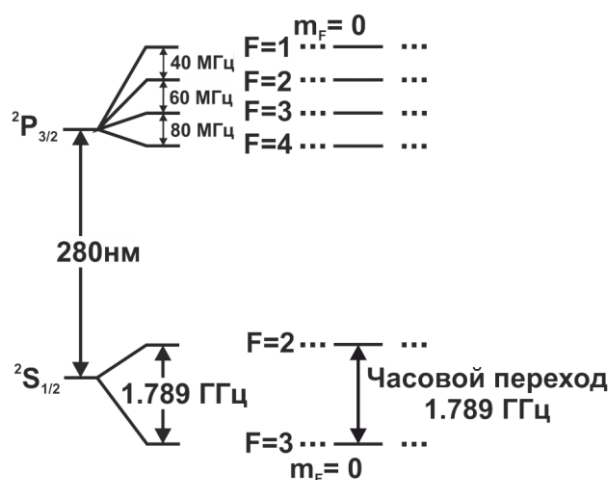 m_F = 0
F=1 ... ...
40 МГц
F=2 ... ...
60 МГц
²P₃/₂
F=3 ... ...
80 МГц
F=4 ... ...
280нм
F=2 ... ...
²S₁/₂
1.789 ГГц
Часовой переход
1.789 ГГц
F=3 ... ...
m_F = 0